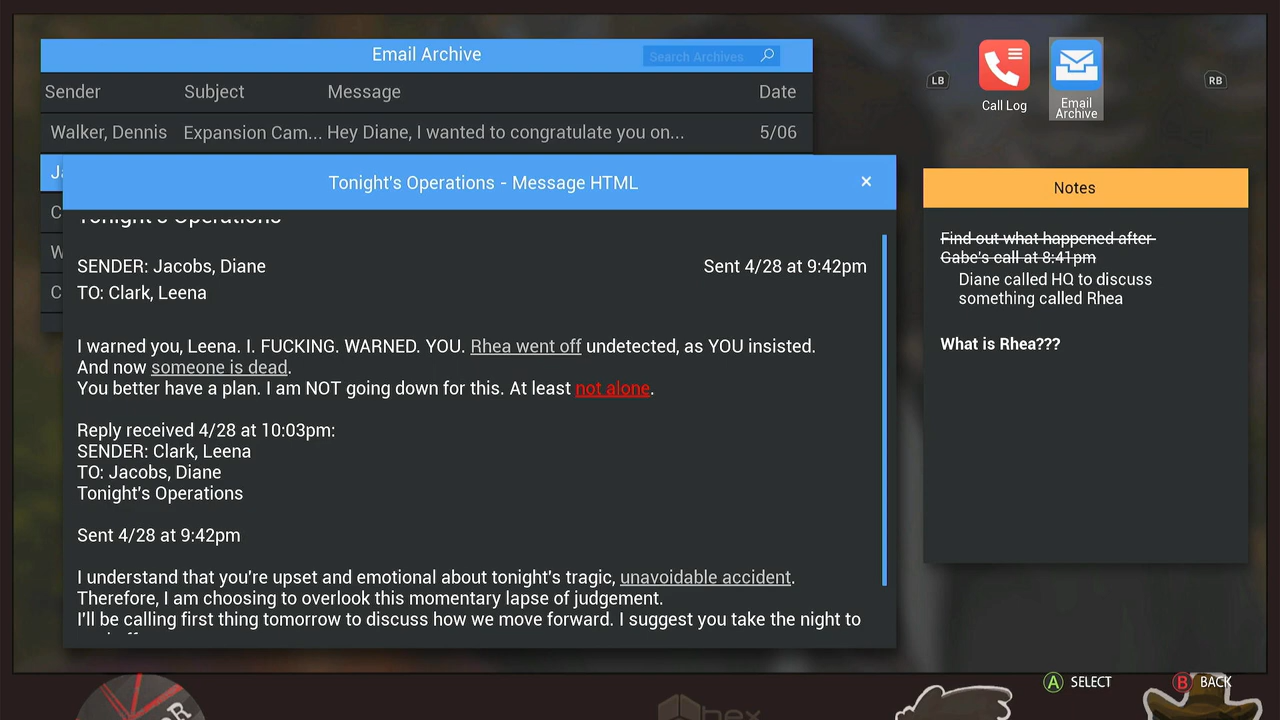 Email Archive
Search Archives
Sender Subject Message Date
Walker, Dennis Expansion Cam... Hey Diane, I wanted to congratulate you on... 5/06
Tonight's Operations - Message HTML
Tonight's Operations
SENDER: Jacobs, Diane Sent 4/28 at 9:42pm
TO: Clark, Leena
I warned you, Leena. I. FUCKING. WARNED. YOU. Rhea went off undetected, as YOU insisted.
And now someone is dead.
You better have a plan. I am NOT going down for this. At least not alone.
Reply received 4/28 at 10:03pm:
SENDER: Clark, Leena
TO: Jacobs, Diane
Tonight's Operations
Sent 4/28 at 9:42pm
I understand that you're upset and emotional about tonight's tragic, unavoidable accident.
Therefore, I am choosing to overlook this momentary lapse of judgement.
I'll be calling first thing tomorrow to discuss how we move forward. I suggest you take the night to
LB
Call Log
Email
Archive
RB
Notes
Find out what happened after
Gabe's call at 8:41pm
Diane called HQ to discuss
something called Rhea
What is Rhea???
A SELECT B BACK
hex